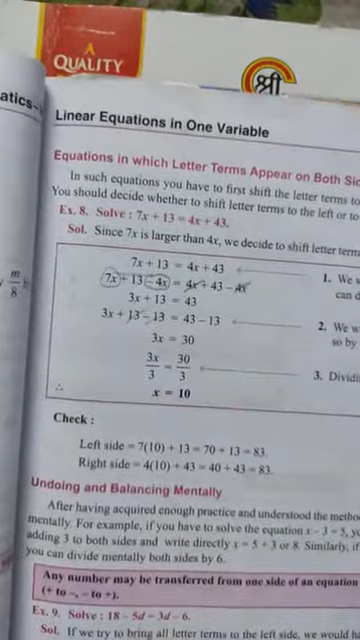 A
QUALITY
श्री
atics-
Linear Equations in One Variable
Equations in which Letter Terms Appear on Both
In such equations you have to first shift the letter terms to
You should decide whether to shift letter terms to the left or to
Ex. 8. Solve : 7x + 13 = 4x + 43.
Sol. Since 7x is larger than 4x, we decide to shift letter
7x + 13 = 4x + 43
1. We
7x + 13 − 4x = 4x + 43 − 4x
can
3x + 13 = 43
m/8
3x + 13 − 13 = 43 − 13
2. We
so by
3x = 30
3x/3 = 30/3
3.
∴ x = 10
Check :
Left side = 7(10) + 13 = 70 + 13 = 83.
Right side = 4(10) + 43 = 40 + 43 = 83.
Undoing and Balancing Mentally
After having acquired enough practice and understood the
mentally. For example, if you have to solve the equation x − 3 = 5,
adding 3 to both sides and write directly x = 5 + 3 or 8. Similarly, if
you can divide mentally both sides by 6.
Any number may be transferred from one side of an equation
(+ to −, − to +).
Ex. 9. Solve : 18 − 5d = 3d − 6.
Sol. If we try to bring all letter terms to the left side, we would